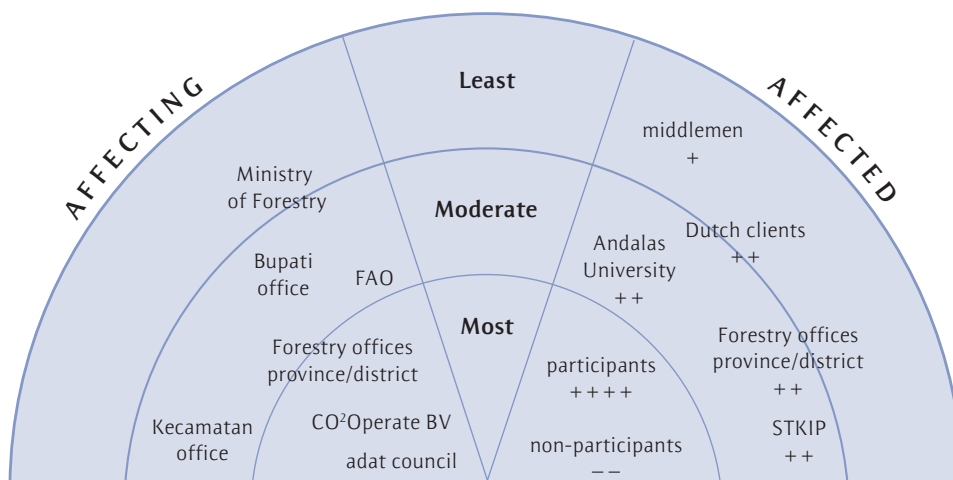 AFFECTING
Least
AFFECTED
middlemen
+
Ministry
of Forestry
Moderate
Dutch clients
++
Andalas
University
++
Bupati
office
FAO
Most
Forestry offices
province/district
Forestry offices
province/district
++
participants
++++
CO²Operate BV
Kecamatan
office
STKIP
++
non-participants
– –
adat council